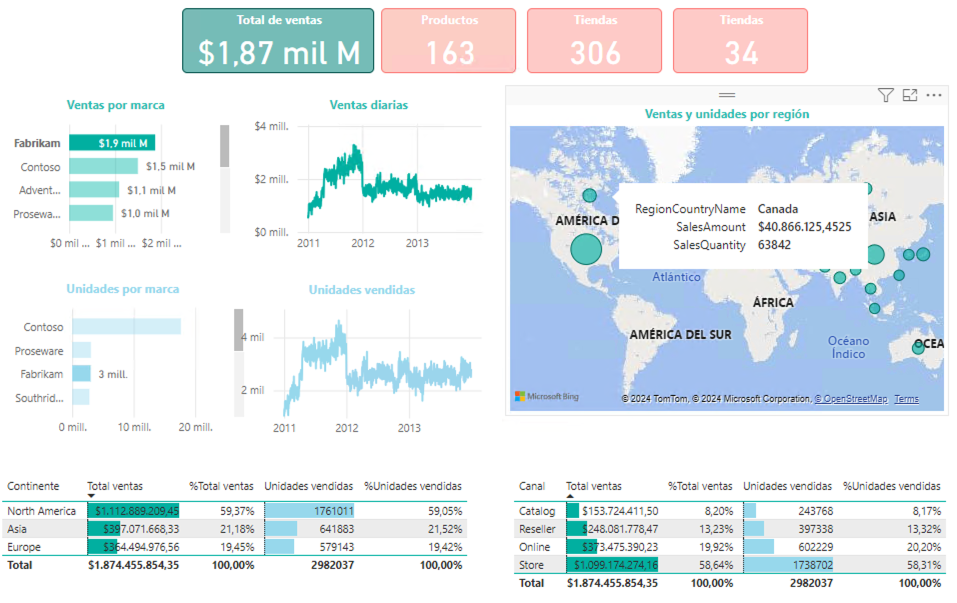 Total de ventas
$1,87 mil M
Productos
163
Tiendas
306
Tiendas
34
Ventas por marca
Fabrikam $1,9 mil M
Contoso $1,5 mil M
Advent... $1,1 mil M
Prosewa... $1,0 mil M
$0 mil ... $1 mil ... $2 mil ...
Ventas diarias
$4 mill.
$2 mill.
$0 mill.
2011 2012 2013
Unidades por marca
Contoso
Proseware
Fabrikam 3 mill.
Southrid...
0 mill. 10 mill. 20 mill.
Unidades vendidas
4 mil
2 mil
2011 2012 2013
Ventas y unidades por región
AMÉRICA D
ASIA
RegionCountryName Canada
SalesAmount $40.866.125,4525
SalesQuantity 63842
Atlántico
ÁFRICA
AMÉRICA DEL SUR
Océano
Índico
OCEA
Microsoft Bing
© 2024 TomTom, © 2024 Microsoft Corporation, © OpenStreetMap Terms
Continente Total ventas %Total ventas Unidades vendidas %Unidades vendidas
North America $1.112.889.209,45 59,37% 1761011 59,05%
Asia $397.071.668,33 21,18% 641883 21,52%
Europe $364.494.976,56 19,45% 579143 19,42%
Total $1.874.455.854,35 100,00% 2982037 100,00%
Canal Total ventas %Total ventas Unidades vendidas %Unidades vendidas
Catalog $153.724.411,50 8,20% 243768 8,17%
Reseller $248.081.778,47 13,23% 397338 13,32%
Online $373.475.390,23 19,92% 602229 20,20%
Store $1.099.174.274,16 58,64% 1738702 58,31%
Total $1.874.455.854,35 100,00% 2982037 100,00%